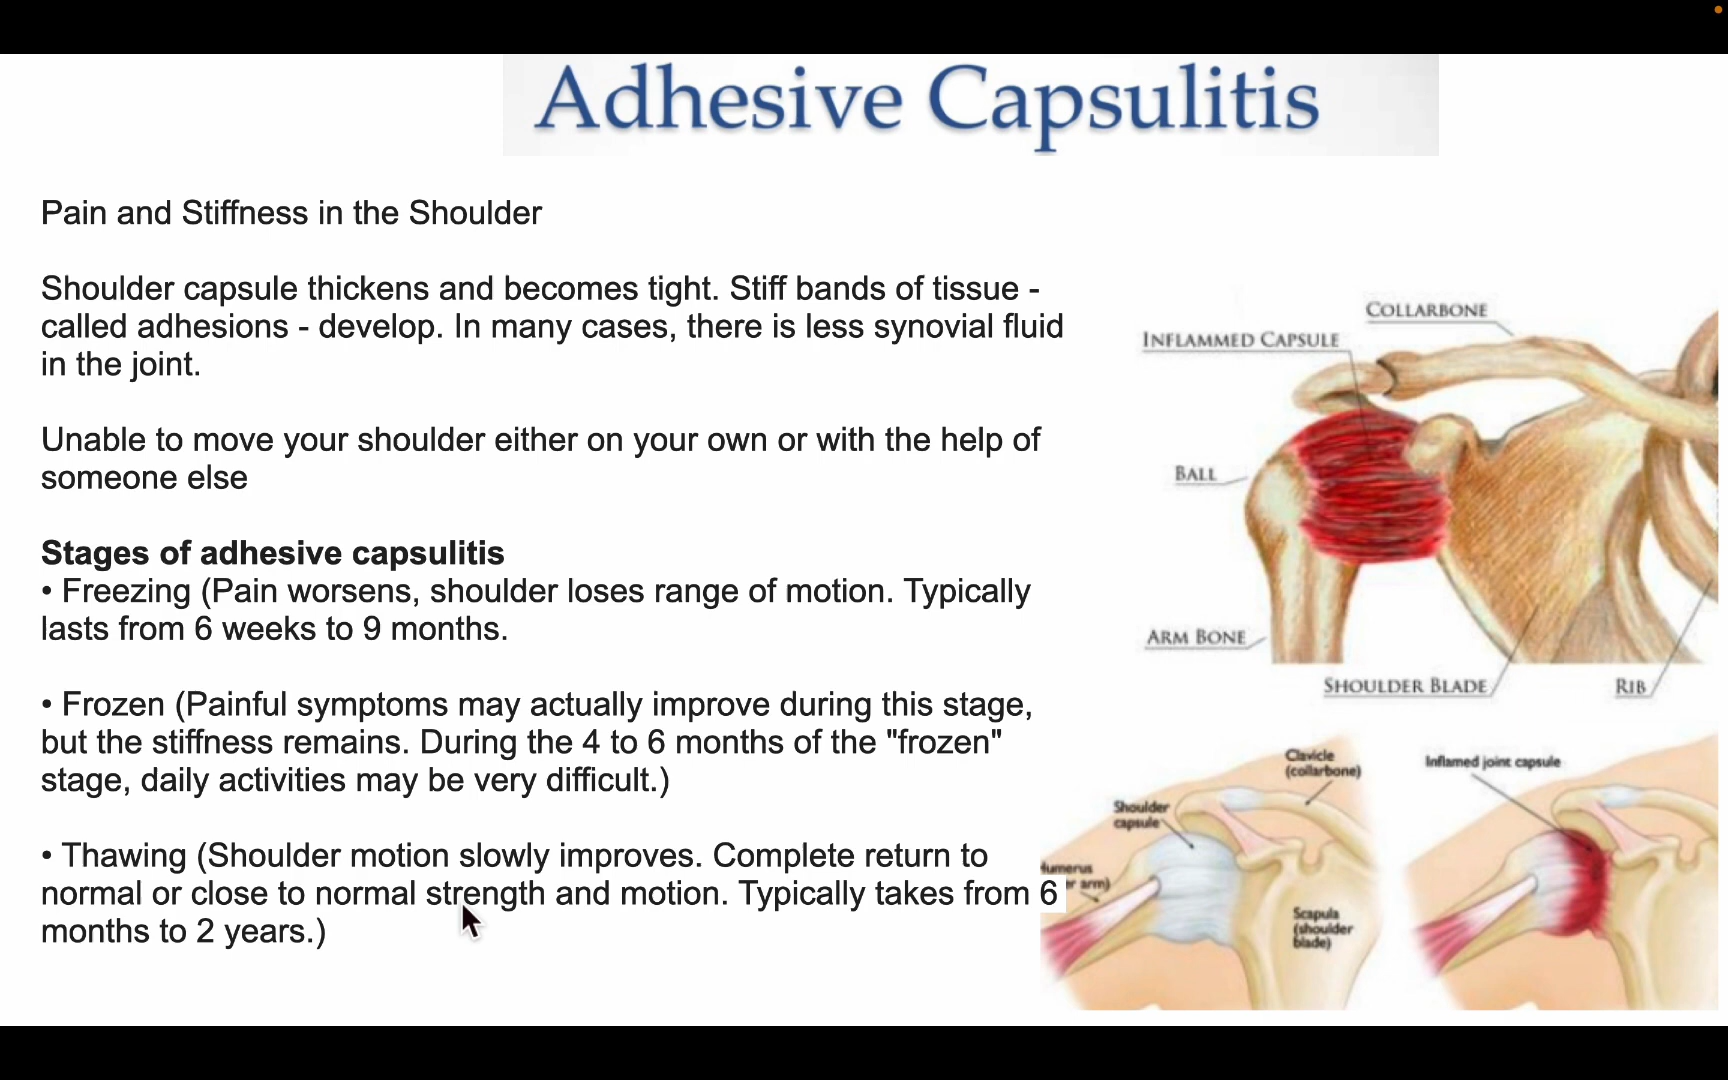 Adhesive Capsulitis
Pain and Stiffness in the Shoulder
Shoulder capsule thickens and becomes tight. Stiff bands of tissue -
called adhesions - develop. In many cases, there is less synovial fluid
in the joint.
Unable to move your shoulder either on your own or with the help of
someone else
Stages of adhesive capsulitis
• Freezing (Pain worsens, shoulder loses range of motion. Typically
lasts from 6 weeks to 9 months.
• Frozen (Painful symptoms may actually improve during this stage,
but the stiffness remains. During the 4 to 6 months of the "frozen"
stage, daily activities may be very difficult.)
• Thawing (Shoulder motion slowly improves. Complete return to
normal or close to normal strength and motion. Typically takes from 6
months to 2 years.)
COLLARBONE
INFLAMMED CAPSULE
BALL
ARM BONE
SHOULDER BLADE
RIB
Clavicle
(collarbone)
Shoulder
capsule
Humerus
arm)
Scapula
(shoulder
blade)
Inflamed joint capsule